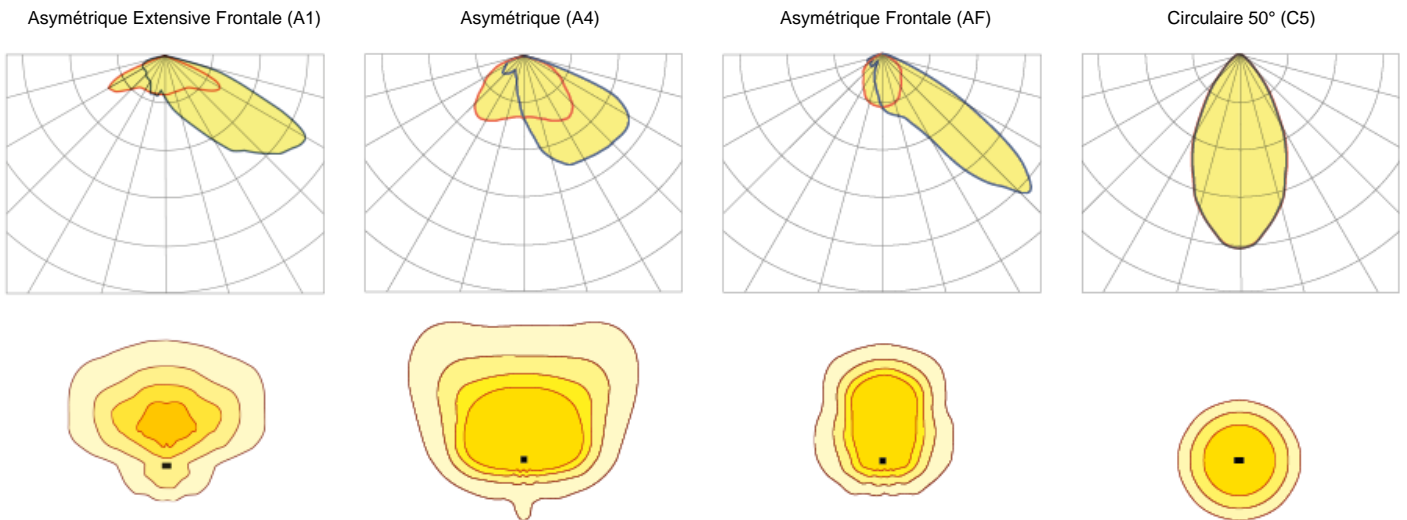 Asymétrique Extensive Frontale (A1)
Asymétrique (A4)
Asymétrique Frontale (AF)
Circulaire 50° (C5)